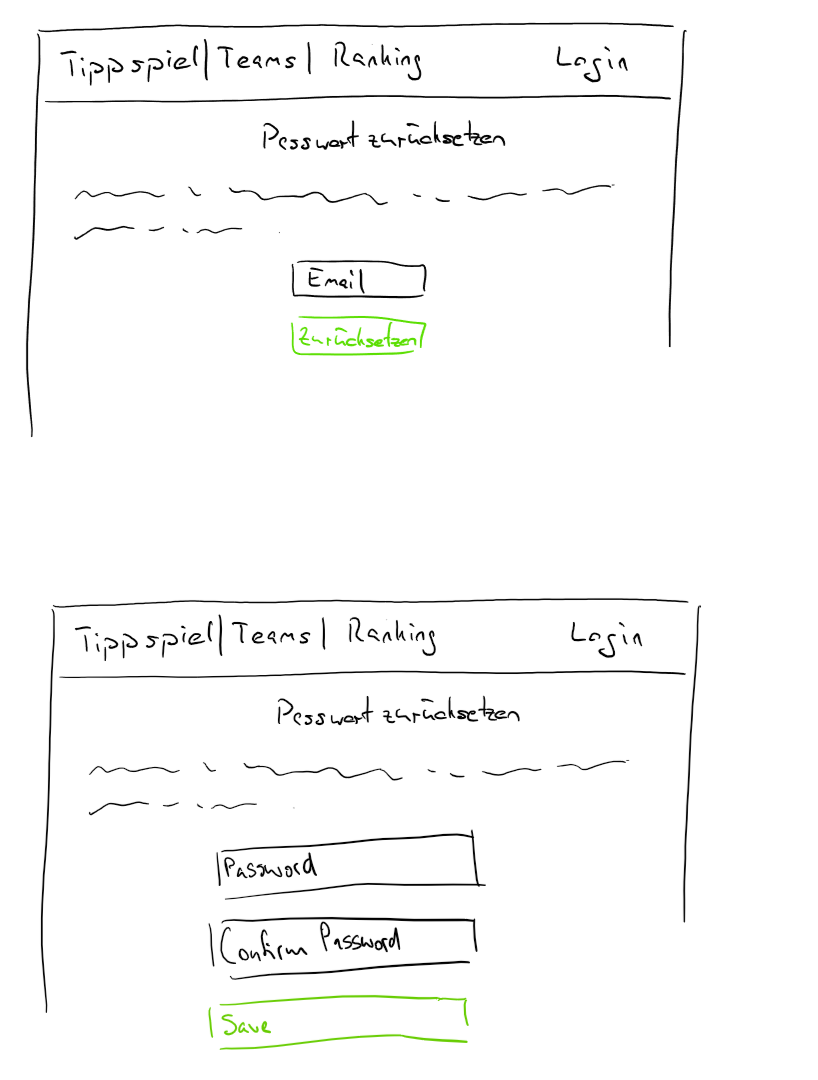 Tippspiel | Teams | Ranking Login
Passwort zurücksetzen
Email
Zurücksetzen
Tippspiel | Teams | Ranking Login
Passwort zurücksetzen
Password
Confirm Password
Save